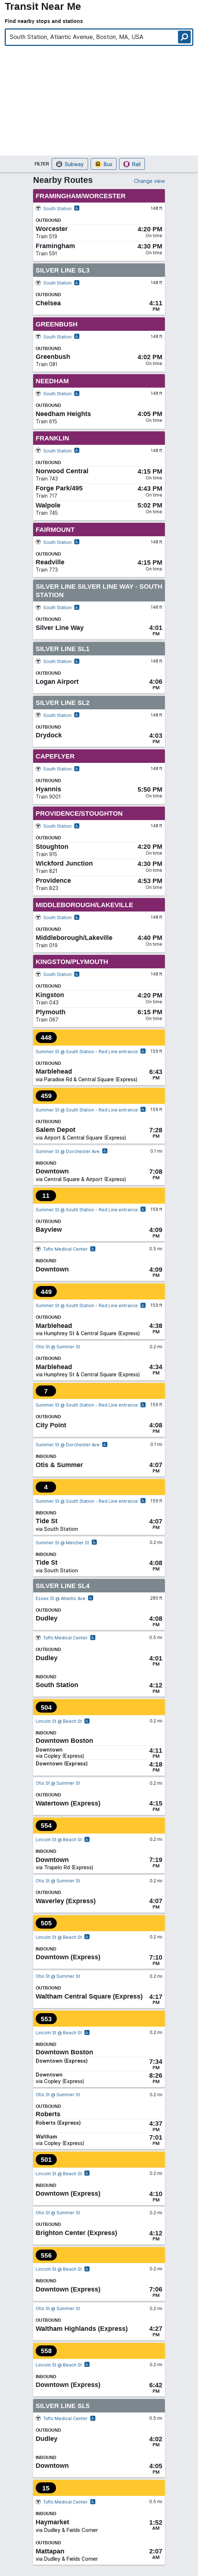 Transit Near Me
Find nearby stops and stations
South Station, Atlantic Avenue, Boston, MA, USA
FILTER Subway Bus Rail
Nearby Routes Change view
FRAMINGHAM/WORCESTER
South Station 148 ft
OUTBOUND
Worcester 4:20 PM
Train 519 On time
Framingham 4:30 PM
Train 591 On time
SILVER LINE SL3
South Station 148 ft
OUTBOUND
Chelsea 4:11
PM
GREENBUSH
South Station 148 ft
OUTBOUND
Greenbush 4:02 PM
Train 081 On time
NEEDHAM
South Station 148 ft
OUTBOUND
Needham Heights 4:05 PM
Train 615 On time
FRANKLIN
South Station 148 ft
OUTBOUND
Norwood Central 4:15 PM
Train 743 On time
Forge Park/495 4:43 PM
Train 717 On time
Walpole 5:02 PM
Train 745 On time
FAIRMOUNT
South Station 148 ft
OUTBOUND
Readville 4:15 PM
Train 773 On time
SILVER LINE SILVER LINE WAY - SOUTH
STATION
South Station 148 ft
OUTBOUND
Silver Line Way 4:01
PM
SILVER LINE SL1
South Station 148 ft
OUTBOUND
Logan Airport 4:06
PM
SILVER LINE SL2
South Station 148 ft
OUTBOUND
Drydock 4:03
PM
CAPEFLYER
South Station 148 ft
OUTBOUND
Hyannis 5:50 PM
Train 9001 On time
PROVIDENCE/STOUGHTON
South Station 148 ft
OUTBOUND
Stoughton 4:20 PM
Train 915 On time
Wickford Junction 4:30 PM
Train 821 On time
Providence 4:53 PM
Train 823 On time
MIDDLEBOROUGH/LAKEVILLE
South Station 148 ft
OUTBOUND
Middleborough/Lakeville 4:40 PM
Train 019 On time
KINGSTON/PLYMOUTH
South Station 148 ft
OUTBOUND
Kingston 4:20 PM
Train 043 On time
Plymouth 6:15 PM
Train 067 On time
448
Summer St @ South Station - Red Line entrance 159 ft
OUTBOUND
Marblehead 6:43
via Paradise Rd & Central Square (Express) PM
459
Summer St @ South Station - Red Line entrance 159 ft
OUTBOUND
Salem Depot 7:28
via Airport & Central Square (Express) PM
Summer St @ Dorchester Ave 0.1 mi
INBOUND
Downtown 7:08
via Central Square & Airport (Express) PM
11
Summer St @ South Station - Red Line entrance 159 ft
OUTBOUND
Bayview 4:09
PM
Tufts Medical Center 0.5 mi
INBOUND
Downtown 4:09
PM
449
Summer St @ South Station - Red Line entrance 159 ft
OUTBOUND
Marblehead 4:38
via Humphrey St & Central Square (Express) PM
Otis St @ Summer St 0.2 mi
OUTBOUND
Marblehead 4:34
via Humphrey St & Central Square (Express) PM
7
Summer St @ South Station - Red Line entrance 159 ft
OUTBOUND
City Point 4:08
PM
Summer St @ Dorchester Ave 0.1 mi
INBOUND
Otis & Summer 4:07
PM
4
Summer St @ South Station - Red Line entrance 159 ft
INBOUND
Tide St 4:07
via South Station PM
Summer St @ Melcher St 0.2 mi
INBOUND
Tide St 4:08
via South Station PM
SILVER LINE SL4
Essex St @ Atlantic Ave 265 ft
OUTBOUND
Dudley 4:08
PM
Tufts Medical Center 0.5 mi
OUTBOUND
Dudley 4:01
PM
INBOUND
South Station 4:12
PM
504
Lincoln St @ Beach St 0.2 mi
INBOUND
Downtown Boston
Downtown 4:11
via Copley (Express) PM
Downtown (Express) 4:18
PM
Otis St @ Summer St 0.2 mi
OUTBOUND
Watertown (Express) 4:15
PM
554
Lincoln St @ Beach St 0.2 mi
INBOUND
Downtown 7:19
via Trapelo Rd (Express) PM
Otis St @ Summer St 0.2 mi
OUTBOUND
Waverley (Express) 4:07
PM
505
Lincoln St @ Beach St 0.2 mi
INBOUND
Downtown (Express) 7:10
PM
Otis St @ Summer St 0.2 mi
OUTBOUND
Waltham Central Square (Express) 4:17
PM
553
Lincoln St @ Beach St 0.2 mi
INBOUND
Downtown Boston
Downtown (Express) 7:34
PM
Downtown 8:26
via Copley (Express) PM
Otis St @ Summer St 0.2 mi
OUTBOUND
Roberts
Roberts (Express) 4:37
PM
Waltham 7:01
via Copley (Express) PM
501
Lincoln St @ Beach St 0.2 mi
INBOUND
Downtown (Express) 4:10
PM
Otis St @ Summer St 0.2 mi
OUTBOUND
Brighton Center (Express) 4:12
PM
556
Lincoln St @ Beach St 0.2 mi
INBOUND
Downtown (Express) 7:06
PM
Otis St @ Summer St 0.2 mi
OUTBOUND
Waltham Highlands (Express) 4:27
PM
558
Lincoln St @ Beach St 0.2 mi
INBOUND
Downtown (Express) 6:42
PM
SILVER LINE SL5
Tufts Medical Center 0.5 mi
OUTBOUND
Dudley 4:02
PM
INBOUND
Downtown 4:05
PM
15
Tufts Medical Center 0.5 mi
INBOUND
Haymarket 1:52
via Dudley & Fields Corner AM
OUTBOUND
Mattapan 2:07
via Dudley & Fields Corner AM